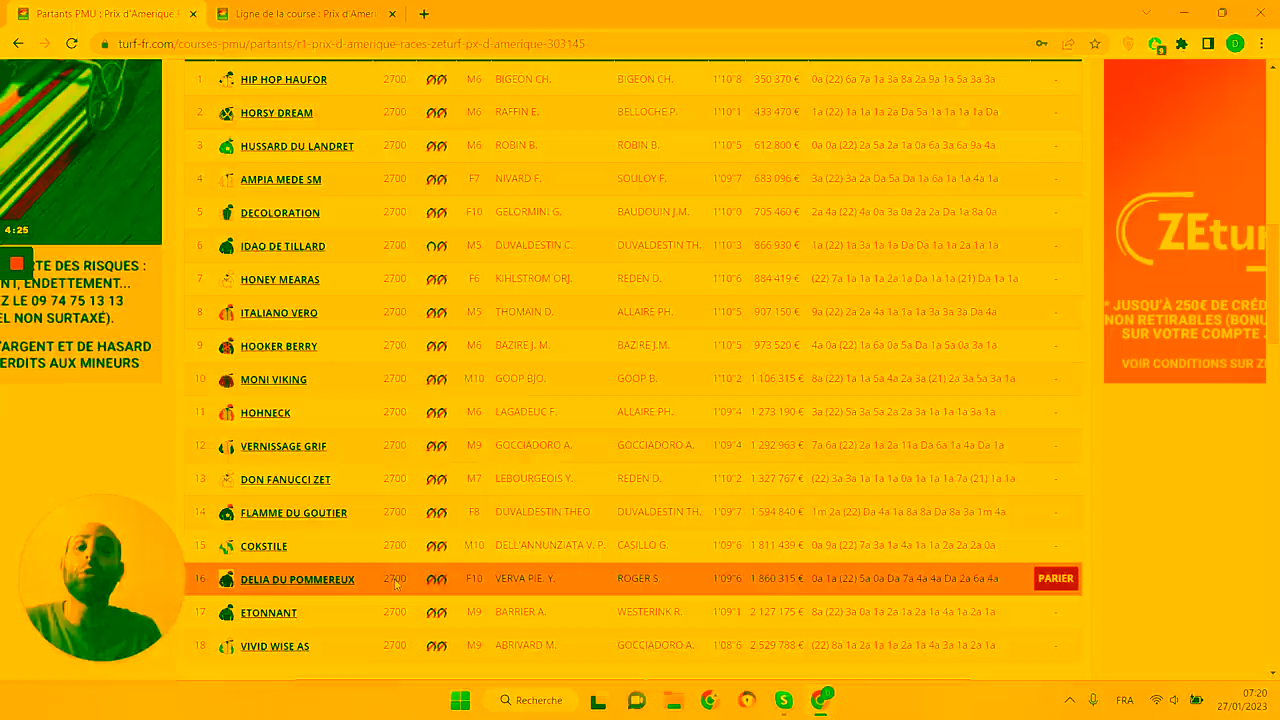 Partants PMU : Prix d'Amerique
Ligne de la course : Prix d'Amer
turf-fr.com/courses-pmu/partants/r1-prix-d-amerique-races-zeturf-px-d-amerique-303145
9
D
1 HIP HOP HAUFOR 2700 M6 BIGEON CH. BIGEON CH. 1'10"8 350 370 € 0a (22) 6a 7a 1a 3a 8a 2a 9a 1a 5a 3a 3a -
2 HORSY DREAM 2700 M6 RAFFIN E. BELLOCHE P. 1'10"1 433 470 € 1a (22) 1a 1a 2a Da 5a 1a 1a 1a 1a Da -
3 HUSSARD DU LANDRET 2700 M6 ROBIN B. ROBIN B. 1'10"5 612 800 € 0a 0a (22) 2a 5a 2a 1a 0a 6a 3a 6a 9a 4a -
4 AMPIA MEDE SM 2700 F7 NIVARD F. SOULOY F. 1'09"7 683 096 € 3a (22) 3a 2a Da 5a Da 1a 6a 1a 1a 4a 1a -
5 DECOLORATION 2700 F10 GELORMINI G. BAUDOUIN J.M. 1'10"0 705 460 € 2a 4a (22) 4a 0a 3a 0a 2a 2a Da 1a 8a 0a -
6 IDAO DE TILLARD 2700 M5 DUVALDESTIN C. DUVALDESTIN TH. 1'10"3 866 930 € 1a (22) 1a 3a 1a Da Da 1a 1a 2a 1a 1a -
7 HONEY MEARAS 2700 F6 KIHLSTROM ORJ. REDEN D. 1'09"8 884 419 € (22) 7a 1a 1a 2a 1a Da 1a 1a (21) Da 1a 1a -
8 ITALIANO VERO 2700 M5 THOMAIN D. ALLAIRE PH. 1'10"5 907 150 € 9a (22) 2a 2a 4a 1a 1a 1a 3a 3a 3a Da 4a -
9 HOOKER BERRY 2700 M6 BAZIRE J. M. BAZIRE J.M. 1'10"5 973 520 € 4a 0a (22) 1a 6a 0a 5a Da 1a 5a 0a 3a 1a -
10 MONI VIKING 2700 M10 GOOP BJO. GOOP B. 1'10"2 1 106 315 € 8a (22) 1a 1a 5a 4a 2a 3a (21) 2a 3a 5a 3a 1a -
11 HOHNECK 2700 M6 LAGADEUC F. ALLAIRE PH. 1'09"4 1 273 190 € 3a (22) 5a 3a 5a 2a 2a 3a 1a 1a 1a 3a 1a -
12 VERNISSAGE GRIF 2700 M9 GOCCIADORO A. GOCCIADORO A. 1'09"4 1 292 963 € 7a 6a (22) 2a 1a 2a 11a Da 6a 1a 4a Da 1a -
13 DON FANUCCI ZET 2700 M7 LEBOURGEOIS Y. REDEN D. 1'10"2 1 327 767 € (22) 3a 3a 1a 1a 1a 0a 1a 1a 1a 7a (21) 1a 1a -
14 FLAMME DU GOUTIER 2700 F8 DUVALDESTIN THEO DUVALDESTIN TH. 1'09"7 1 594 840 € 1m 2a (22) Da 4a 1a 8a 8a Da 8a 3a 1m 4a -
15 COKSTILE 2700 M10 DELL'ANNUNZIATA V. P. CASILLO G. 1'09"6 1 811 439 € 0a 9a (22) 7a 3a 1a 4a 1a 2a 2a 2a 0a -
16 DELIA DU POMMEREUX 2700 F10 VERVA PIE. Y. ROGER S. 1'09"6 1 860 315 € 0a 1a (22) 5a 0a Da 7a 4a 4a Da 2a 6a 4a PARIER
17 ETONNANT 2700 M9 BARRIER A. WESTERINK R. 1'09"1 2 127 175 € 8a (22) 3a 0a 1a 2a 1a 2a 1a 4a 1a 2a 1a -
18 VIVID WISE AS 2700 M9 ABRIVARD M. GOCCIADORO A. 1'08"6 2 529 788 € (22) 8a 1a 2a 1a 2a 1a 4a 3a 1a 2a 1a -
4:25
RTE DES RISQUES :
NT, ENDETTEMENT...
Z LE 09 74 75 13 13
EL NON SURTAXÉ).
'ARGENT ET DE HASARD
ERDITS AUX MINEURS
ZEtur
* JUSQU'À 250€ DE CRÉD
NON RETIRABLES (BONU
SUR VOTRE COMPTE
VOIR CONDITIONS SUR ZE
Recherche
FRA
07:20
27/01/2023